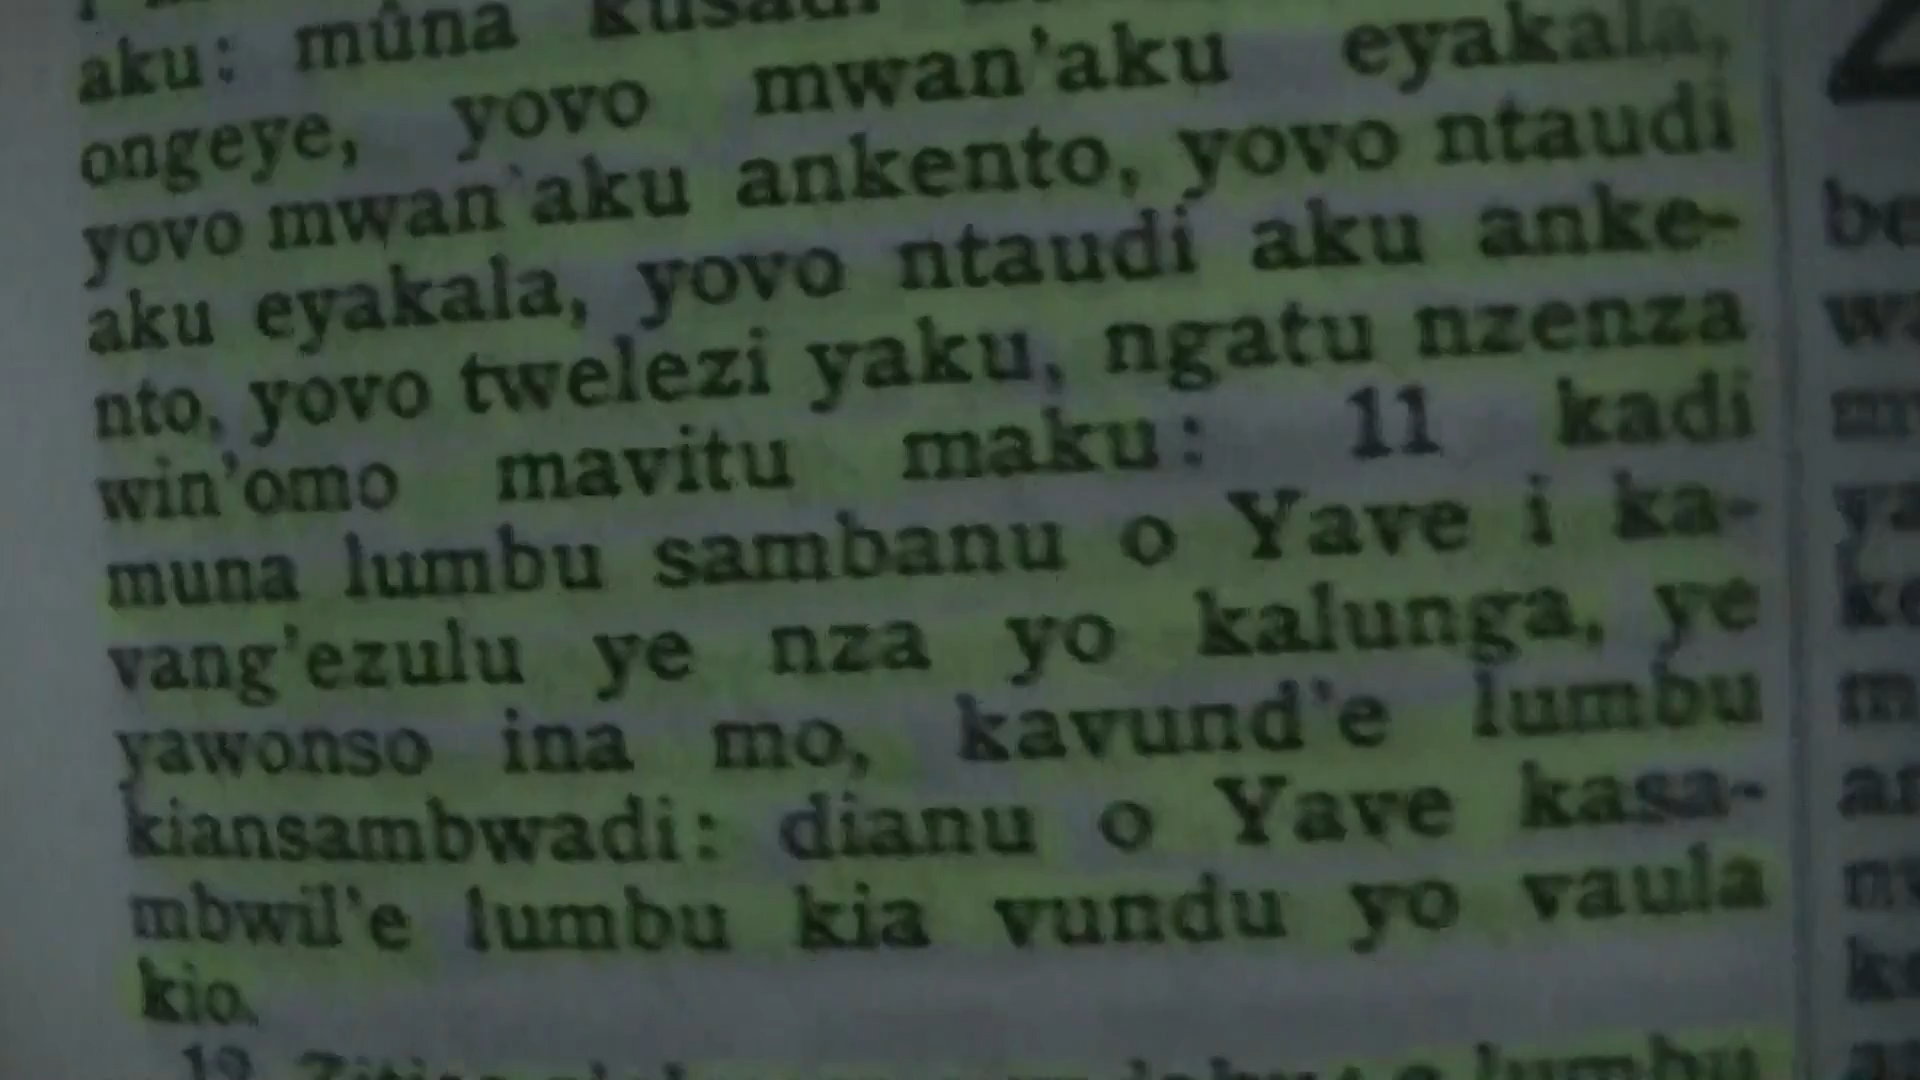 aku: múna kusadi
ongeye, yovo mwan'aku eyakala,
yovo mwan'aku ankento, yovo ntaudi
aku eyakala, yovo ntaudi aku anke-
nto, yovo twelezi yaku, ngatu nzenza
win'omo mavitu maku: 11 kadi
muna lumbu sambanu o Yave i ka-
vang'ezulu ye nza yo kalunga, ye
yawonso ina mo, kavund'e lumbu
kiansambwadi: dianu o Yave kasa-
mbwil'e lumbu kia vundu yo vaula
kio.
lumbu